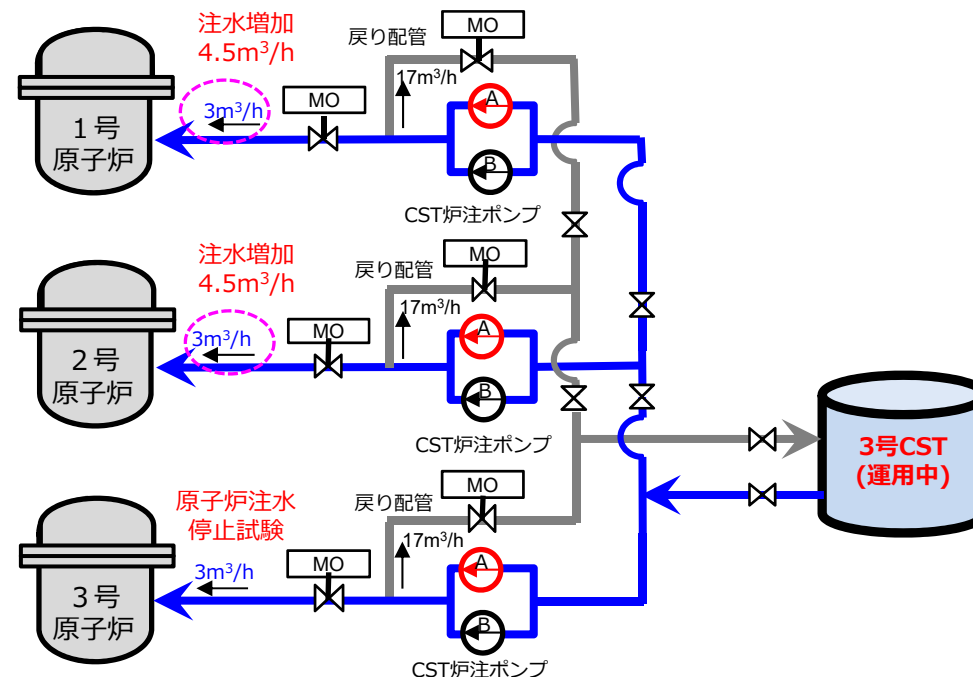 注水増加
4.5m³/h
戻り配管
MO
17m³/h
MO
3m³/h
A
B
1号
原子炉
CST炉注ポンプ
注水増加
4.5m³/h
戻り配管
MO
17m³/h
MO
3m³/h
A
B
2号
原子炉
CST炉注ポンプ
3号CST
(運用中)
原子炉注水
停止試験
戻り配管
MO
17m³/h
MO
3m³/h
A
B
3号
原子炉
CST炉注ポンプ